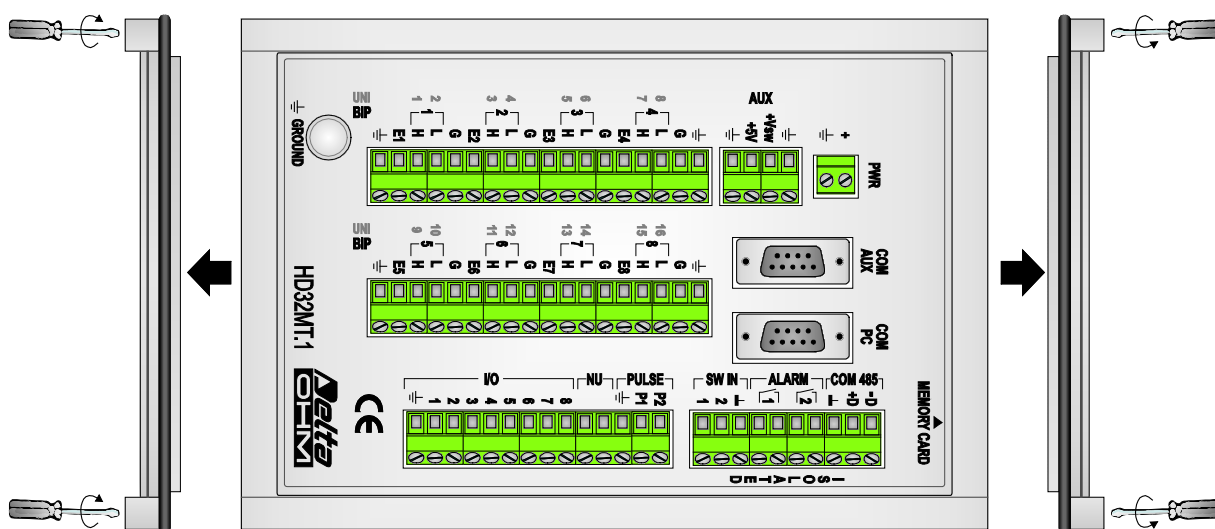 GROUND
UNI 1 2 3 4 5 6 7 8
BIP 1 2 3 4
⏚ E1 H L G E2 H L G E3 H L G E4 H L G ⏚
AUX
⏚ +5V +Vsw ⏚
⏚ +
PWR
UNI 9 10 11 12 13 14 15 16
BIP 5 6 7 8
⏚ E5 H L G E6 H L G E7 H L G E8 H L G ⏚
COM AUX
COM PC
HD32MT.1
Delta OHM
CE
I/O NU PULSE
⏚ 1 2 3 4 5 6 7 8 ⏚ P1 P2
SW IN ALARM COM 485
1 2 ⊥ 1 2 ⊥ +D -D
ISOLATED
MEMORY CARD